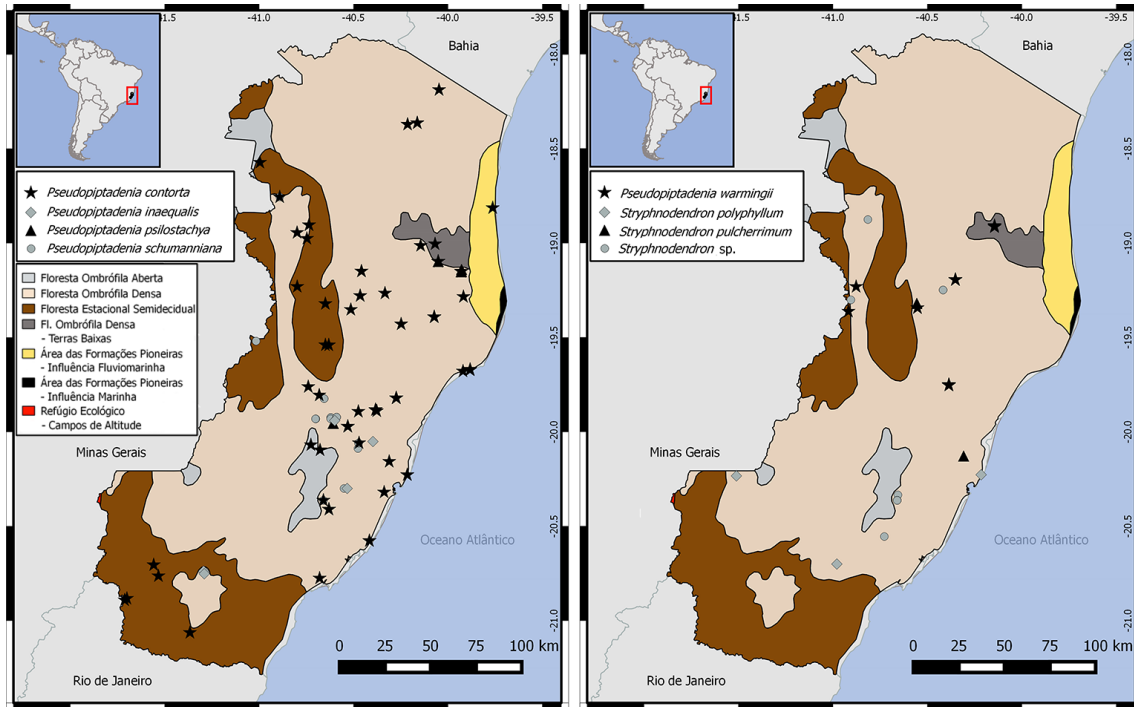 -41.0
-40.5
-40.0
-39.5
Bahia
-18.0
-18.5
-19.0
-19.5
-20.0
-20.5
-21.0
Pseudopiptadenia contorta
Pseudopiptadenia inaequalis
Pseudopiptadenia psilostachya
Pseudopiptadenia schumanniana
Floresta Ombrófila Aberta
Floresta Ombrófila Densa
Floresta Estacional Semidecidual
Fl. Ombrófila Densa
- Terras Baixas
Área das Formações Pioneiras
- Influência Fluviomarinha
Área das Formações Pioneiras
- Influência Marinha
Refúgio Ecológico
- Campos de Altitude
Minas Gerais
Oceano Atlântico
Rio de Janeiro
0 25 50 75 100 km
-41.0
-40.5
-40.0
-39.5
Bahia
-18.0
-18.5
-19.0
-19.5
-20.0
-20.5
-21.0
Pseudopiptadenia warmingii
Stryphnodendron polyphyllum
Stryphnodendron pulcherrimum
Stryphnodendron sp.
Minas Gerais
Oceano Atlântico
Rio de Janeiro
0 25 50 75 100 km